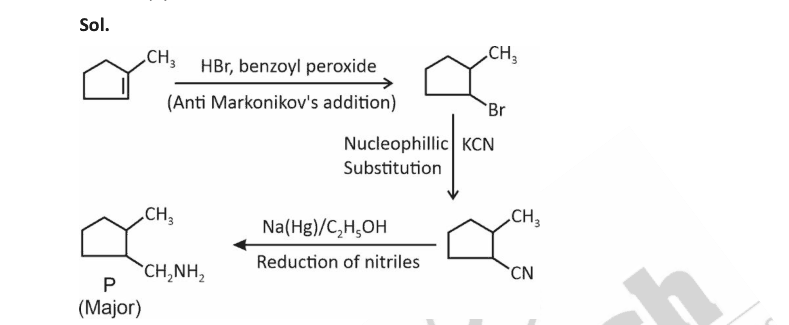 Sol.
CH₃
HBr, benzoyl peroxide
(Anti Markonikov's addition)
CH₃
Br
Nucleophillic KCN
Substitution
CH₃
Na(Hg)/C₂H₅OH
CH₃
Reduction of nitriles
CH₂NH₂
CN
P
(Major)